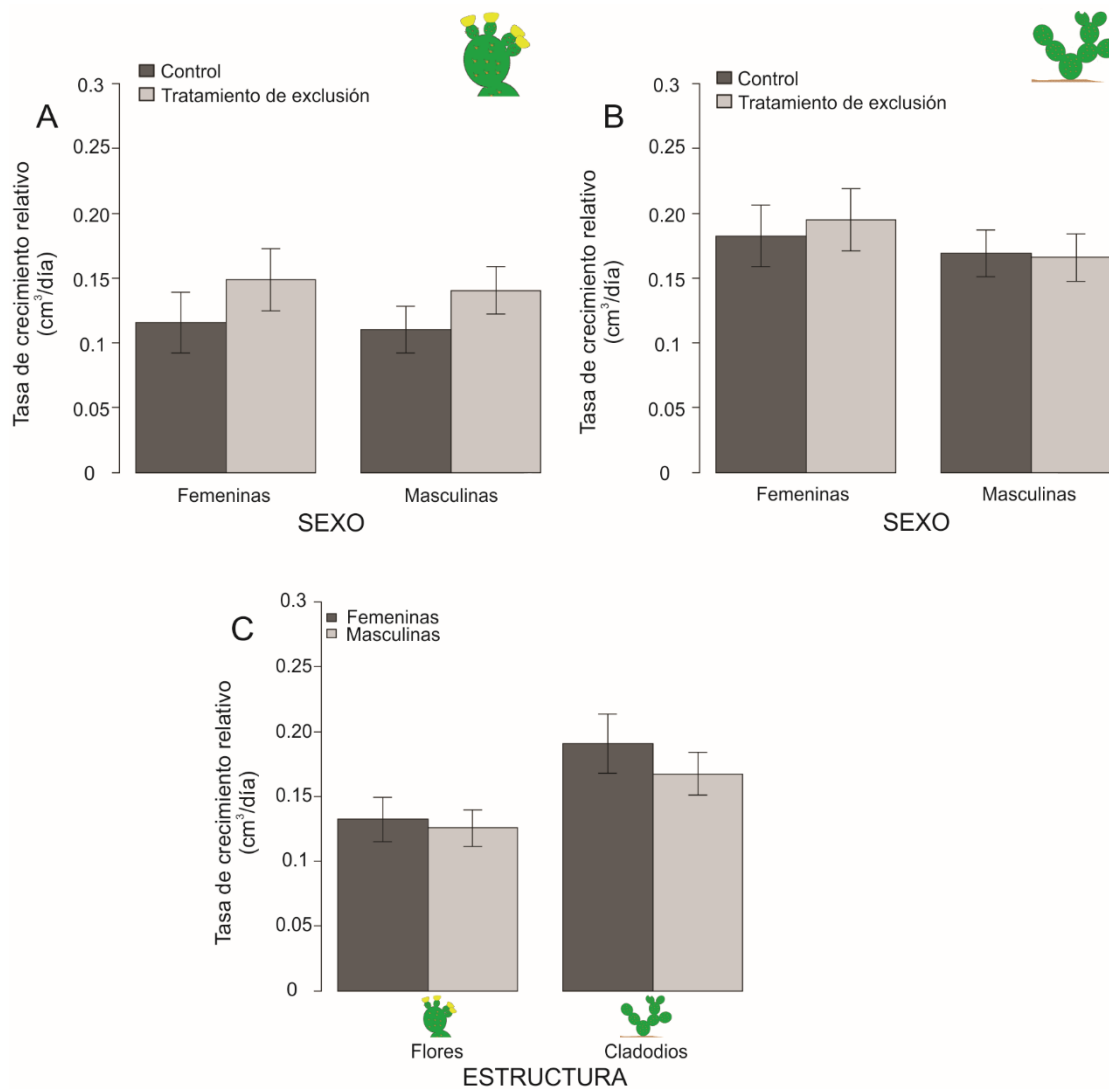 A
Control
Tratamiento de exclusión
0.3
0.25
0.20
0.15
0.1
0.05
0
Tasa de crecimiento relativo
(cm³/día)
Femeninas
Masculinas
SEXO
B
Control
Tratamiento de exclusión
0.3
0.25
0.20
0.15
0.1
0.05
0
Tasa de crecimiento relativo
(cm³/día)
Femeninas
Masculinas
SEXO
C
Femeninas
Masculinas
0.3
0.25
0.20
0.15
0.1
0.05
0
Tasa de crecimiento relativo
(cm³/día)
Flores
Cladodios
ESTRUCTURA